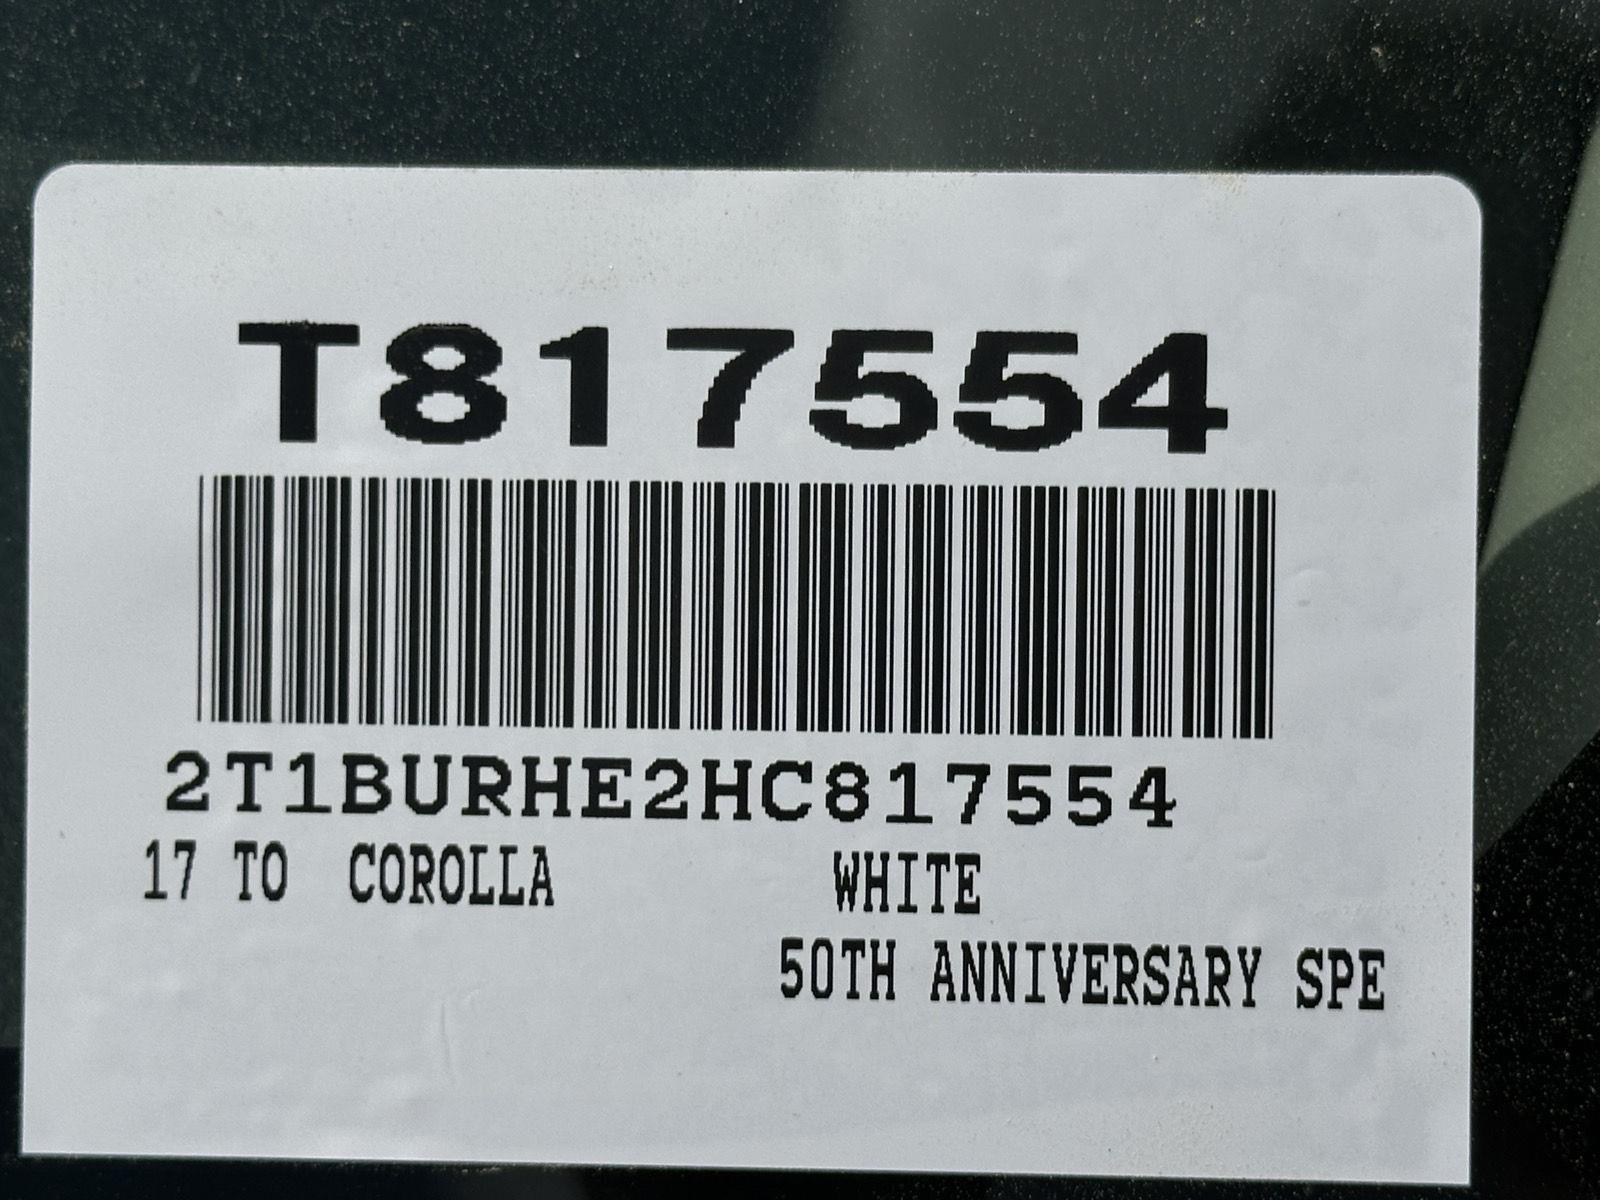 T817554
2T1BURHE2HC817554
17 TO COROLLA WHITE
50TH ANNIVERSARY SPE